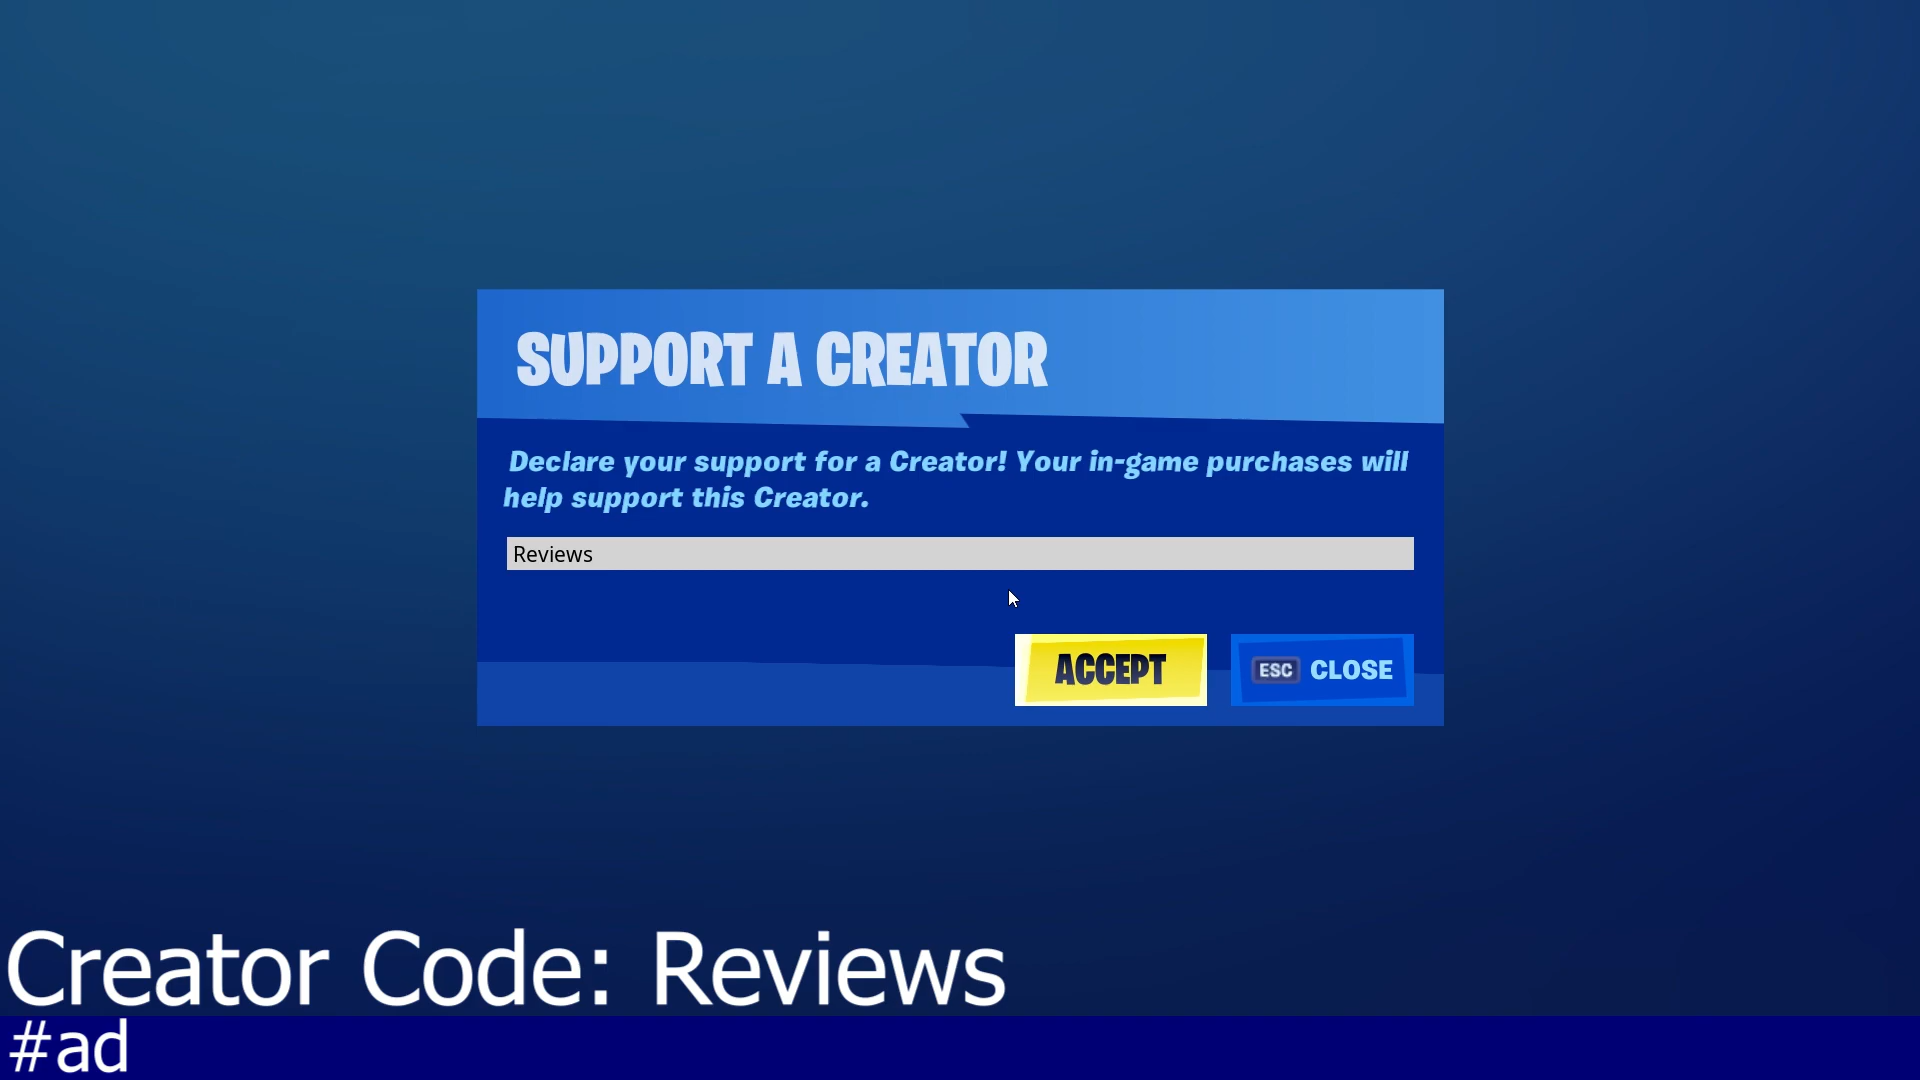 SUPPORT A CREATOR
Declare your support for a Creator! Your in-game purchases will
help support this Creator.
Reviews
ACCEPT
ESC CLOSE
Creator Code: Reviews
#ad